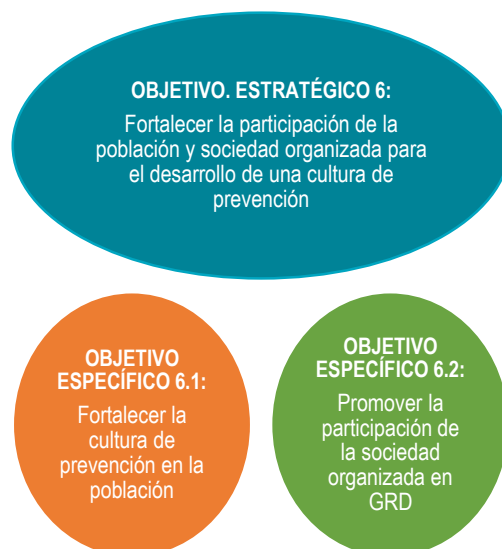 OBJETIVO. ESTRATÉGICO 6:
Fortalecer la participación de la
población y sociedad organizada para
el desarrollo de una cultura de
prevención
OBJETIVO
ESPECÍFICO 6.1:
Fortalecer la
cultura de
prevención en la
población
OBJETIVO
ESPECÍFICO 6.2:
Promover la
participación de
la sociedad
organizada en
GRD